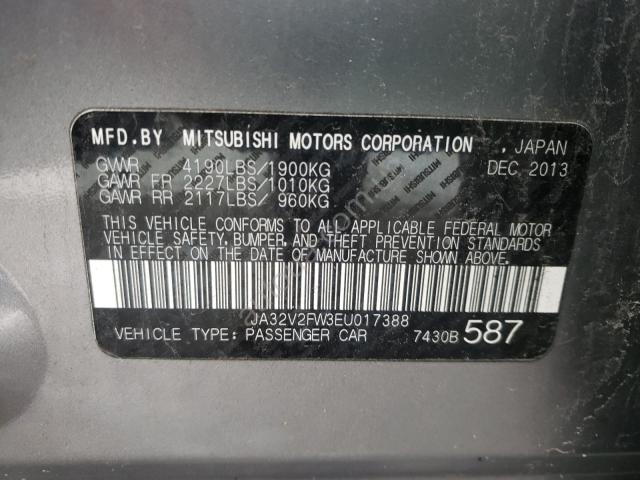 MFD.BY MITSUBISHI MOTORS CORPORATION , JAPAN
GVWR 4190LBS/1900KG DEC 2013
GAWR FR 2227LBS/1010KG
GAWR RR 2117LBS/ 960KG
THIS VEHICLE CONFORMS TO ALL APPLICABLE FEDERAL MOTOR
VEHICLE SAFETY, BUMPER, AND THEFT PREVENTION STANDARDS
IN EFFECT ON THE DATE OF MANUFACTURE SHOWN ABOVE.
JA32V2FW3EU017388
VEHICLE TYPE: PASSENGER CAR 7430B 587